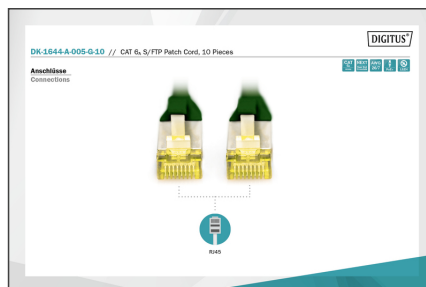 DIGITUS®
DK-1644-A-005-G-10 // CAT 6A S/FTP Patch Cord, 10 Pieces
Anschlüsse
Connections
RJ45